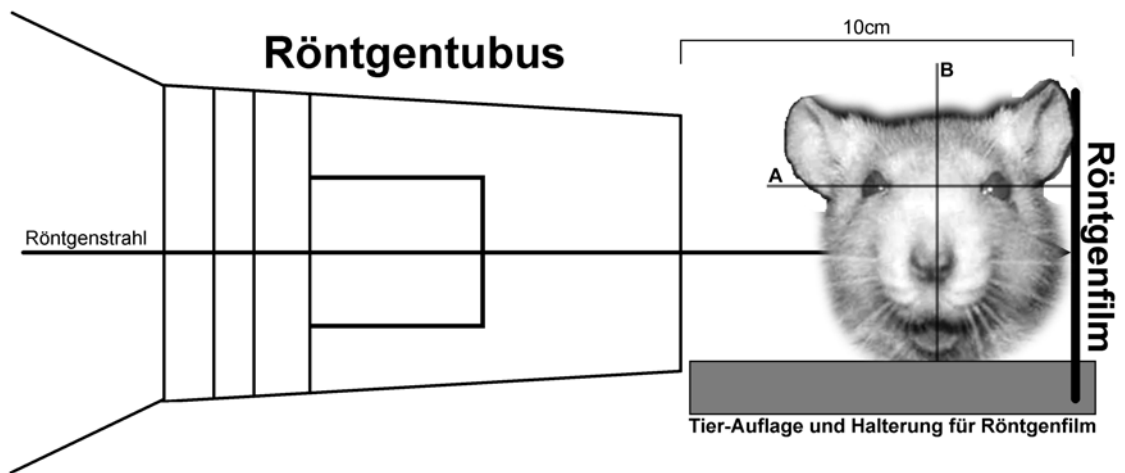 10cm
Röntgentubus
B
A
Röntgenfilm
Röntgenstrahl
Tier-Auflage und Halterung für Röntgenfilm